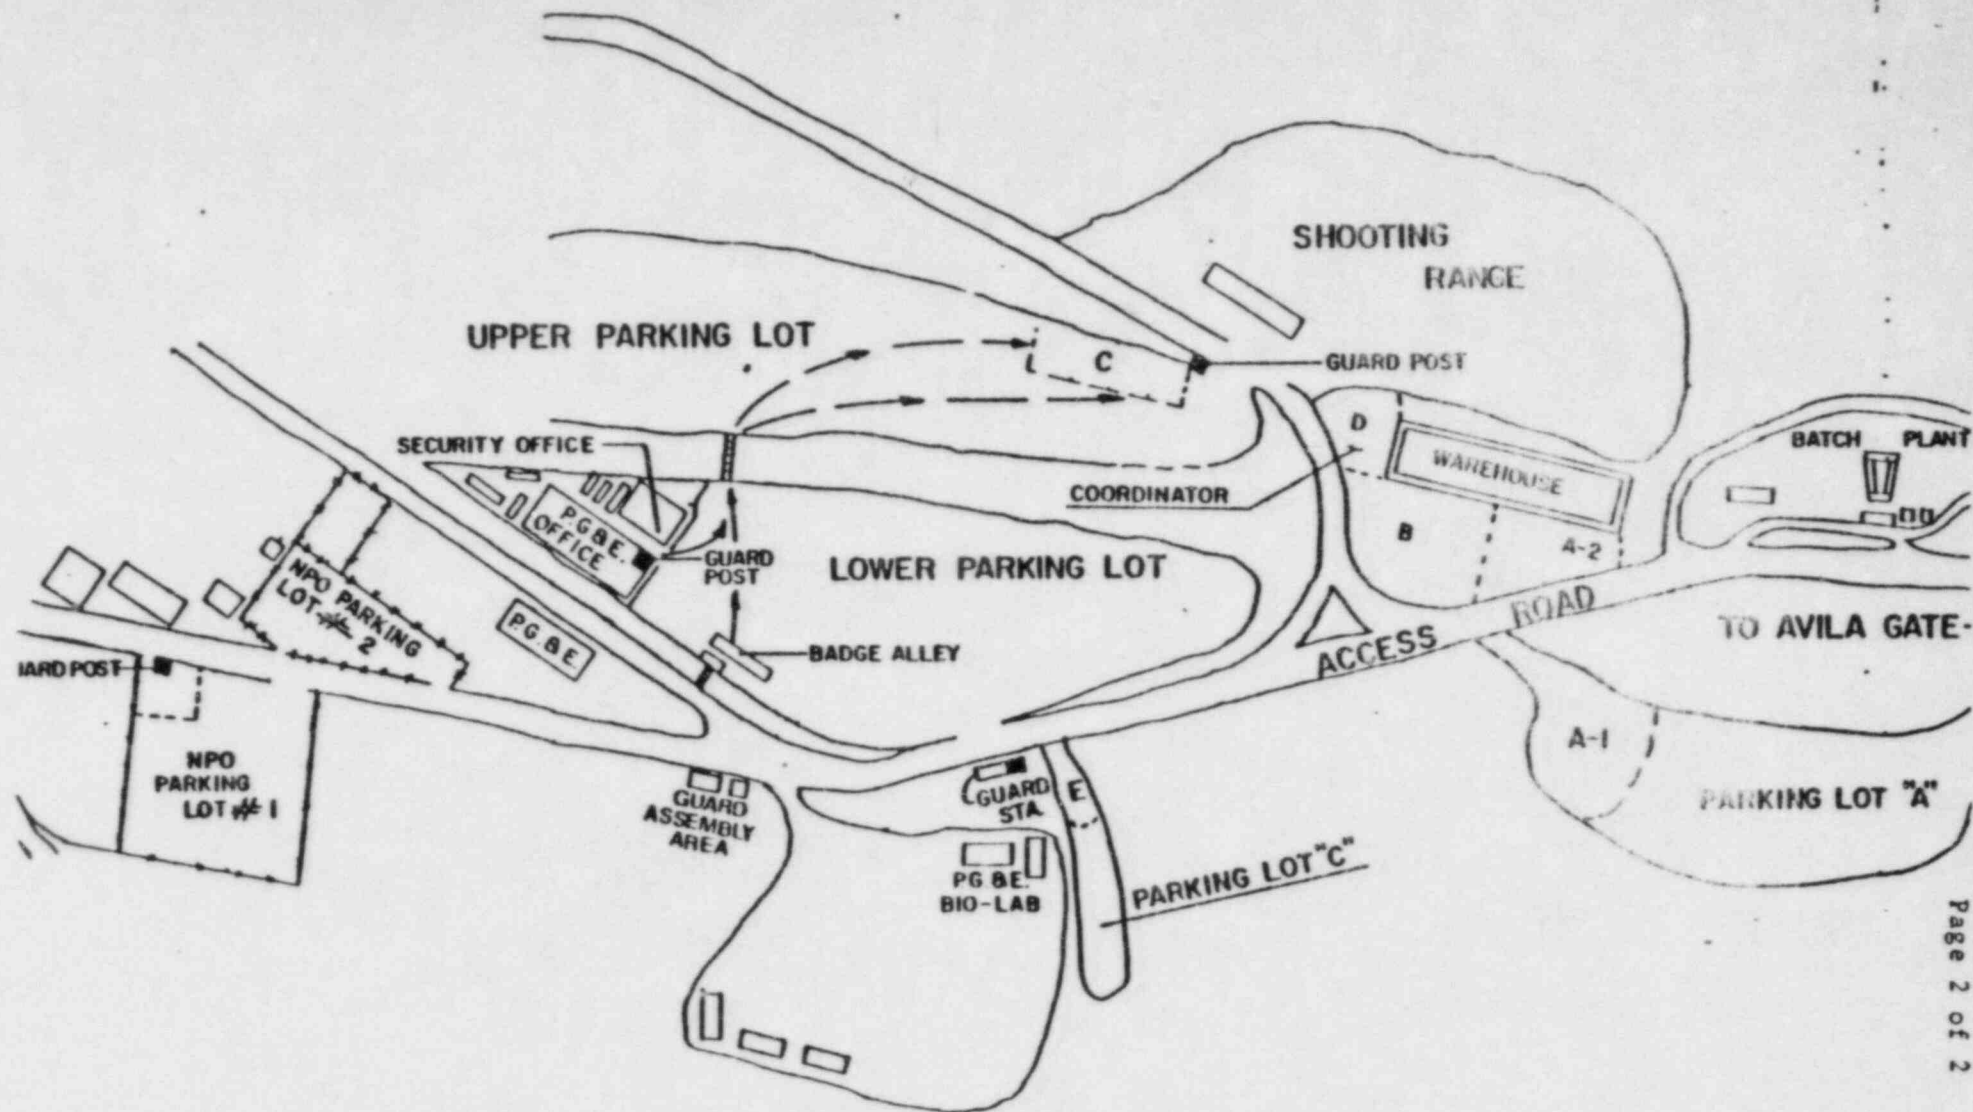 SHOOTING
RANGE
UPPER PARKING LOT
C
GUARD POST
SECURITY OFFICE
D
WAREHOUSE
BATCH PLANT
COORDINATOR
P.G.&E.
OFFICE
GUARD
POST
LOWER PARKING LOT
B
A-2
NPO PARKING
LOT # 2
P.G.&E.
BADGE ALLEY
ACCESS ROAD
TO AVILA GATE-
IARD POST
NPO
PARKING
LOT # 1
GUARD
ASSEMBLY
AREA
GUARD
STA.
E
A-1
PARKING LOT "A"
P.G.&E.
BIO-LAB
PARKING LOT "C"
Page 2 of 2